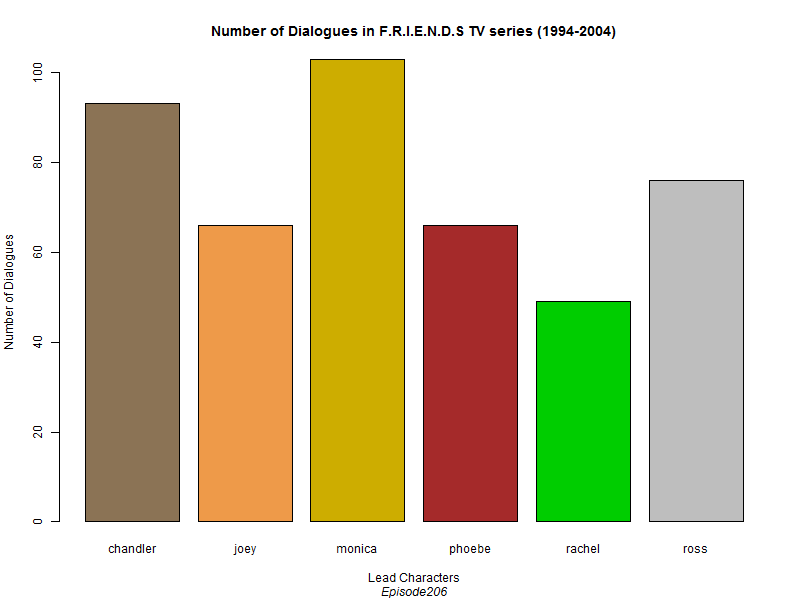 Number of Dialogues in F.R.I.E.N.D.S TV series (1994-2004)
Number of Dialogues
100
80
60
40
20
0
chandler joey monica phoebe rachel ross
Lead Characters
Episode206